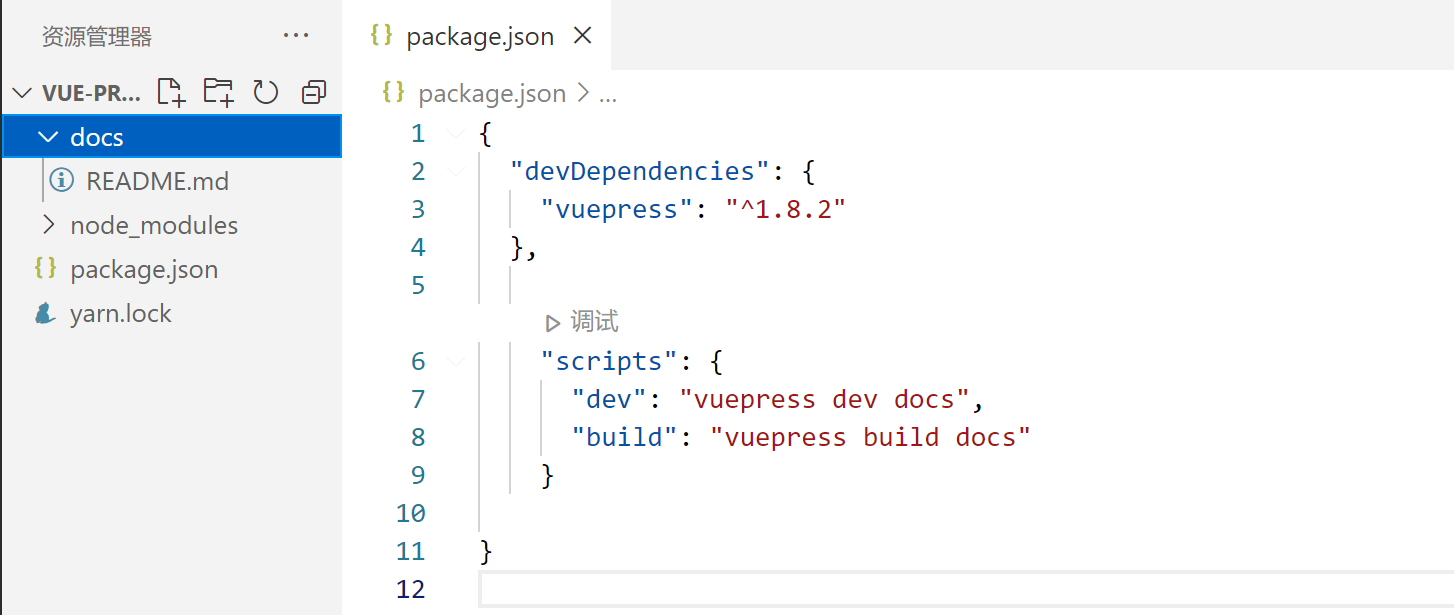 资源管理器 ...
VUE-PR...
docs
README.md
node_modules
package.json
yarn.lock
package.json
package.json > ...
1 {
2 "devDependencies": {
3 "vuepress": "^1.8.2"
4 },
5
调试
6 "scripts": {
7 "dev": "vuepress dev docs",
8 "build": "vuepress build docs"
9 }
10
11 }
12